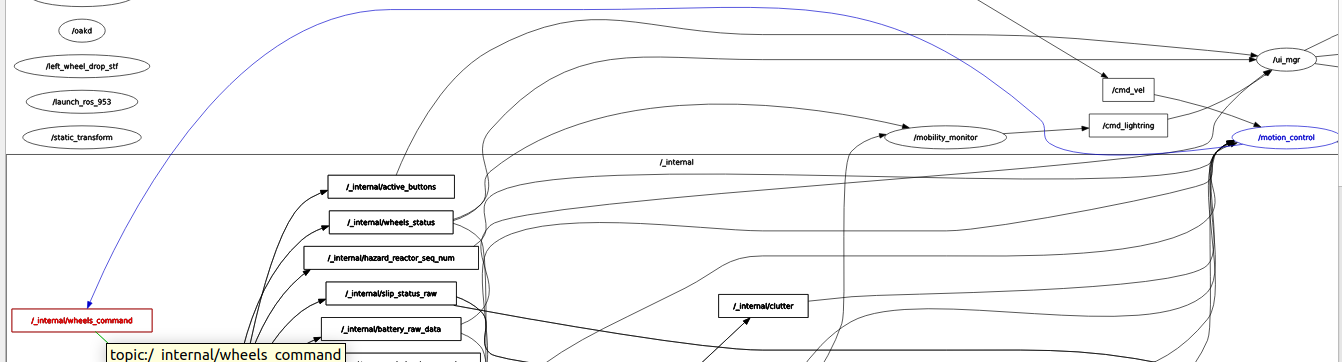 /oakd
/left_wheel_drop_stf
/launch_ros_953
/static_transform
/ui_mgr
/cmd_vel
/cmd_lightring
/mobility_monitor
/motion_control
/_internal
/_internal/active_buttons
/_internal/wheels_status
/_internal/hazard_reactor_seq_num
/_internal/slip_status_raw
/_internal/clutter
/_internal/wheels_command
/_internal/battery_raw_data
topic:/_internal/wheels_command